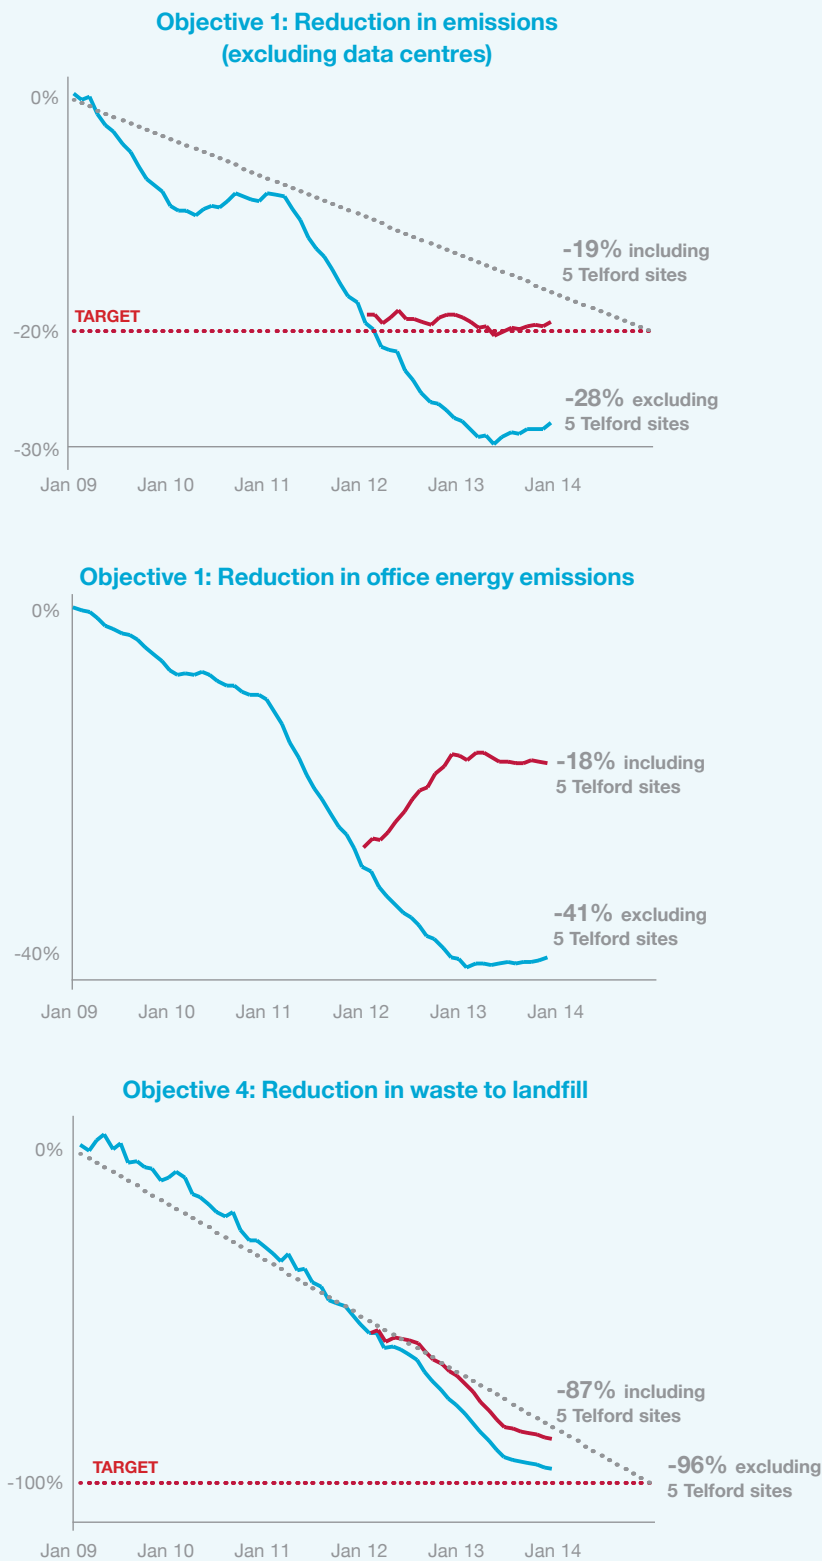 Objective 1: Reduction in emissions
(excluding data centres)
0%
-19% including
5 Telford sites
TARGET
-20%
-28% excluding
5 Telford sites
-30%
Jan 09 Jan 10 Jan 11 Jan 12 Jan 13 Jan 14
Objective 1: Reduction in office energy emissions
0%
-18% including
5 Telford sites
-41% excluding
5 Telford sites
-40%
Jan 09 Jan 10 Jan 11 Jan 12 Jan 13 Jan 14
Objective 4: Reduction in waste to landfill
0%
-87% including
5 Telford sites
TARGET
-96% excluding
5 Telford sites
-100%
Jan 09 Jan 10 Jan 11 Jan 12 Jan 13 Jan 14